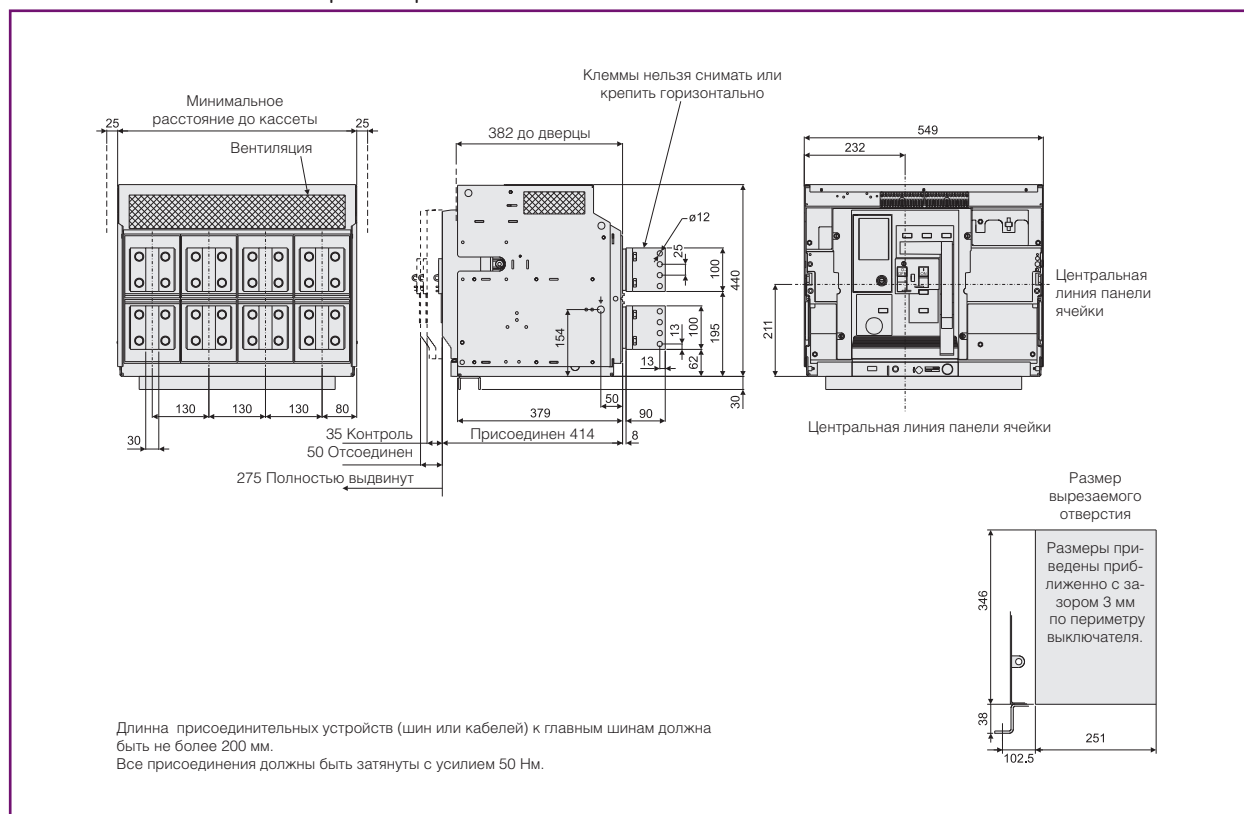 Клеммы нельзя снимать или
крепить горизонтально
Минимальное
расстояние до кассеты
25
25
Вентиляция
382 до дверцы
549
232
ø12
25
100
440
195
100
13
154
13
62
30
50
379
90
8
Центральная
линия панели
ячейки
211
130
130
130
80
30
35 Контроль
Присоединен 414
50 Отсоединен
275 Полностью выдвинут
Центральная линия панели ячейки
Размер
вырезаемого
отверстия
Размеры при-
ведены приб-
лиженно с за-
зором 3 мм
по периметру
выключателя.
346
38
102.5
251
Длинна присоединительных устройств (шин или кабелей) к главным шинам должна
быть не более 200 мм.
Все присоединения должны быть затянуты с усилием 50 Нм.